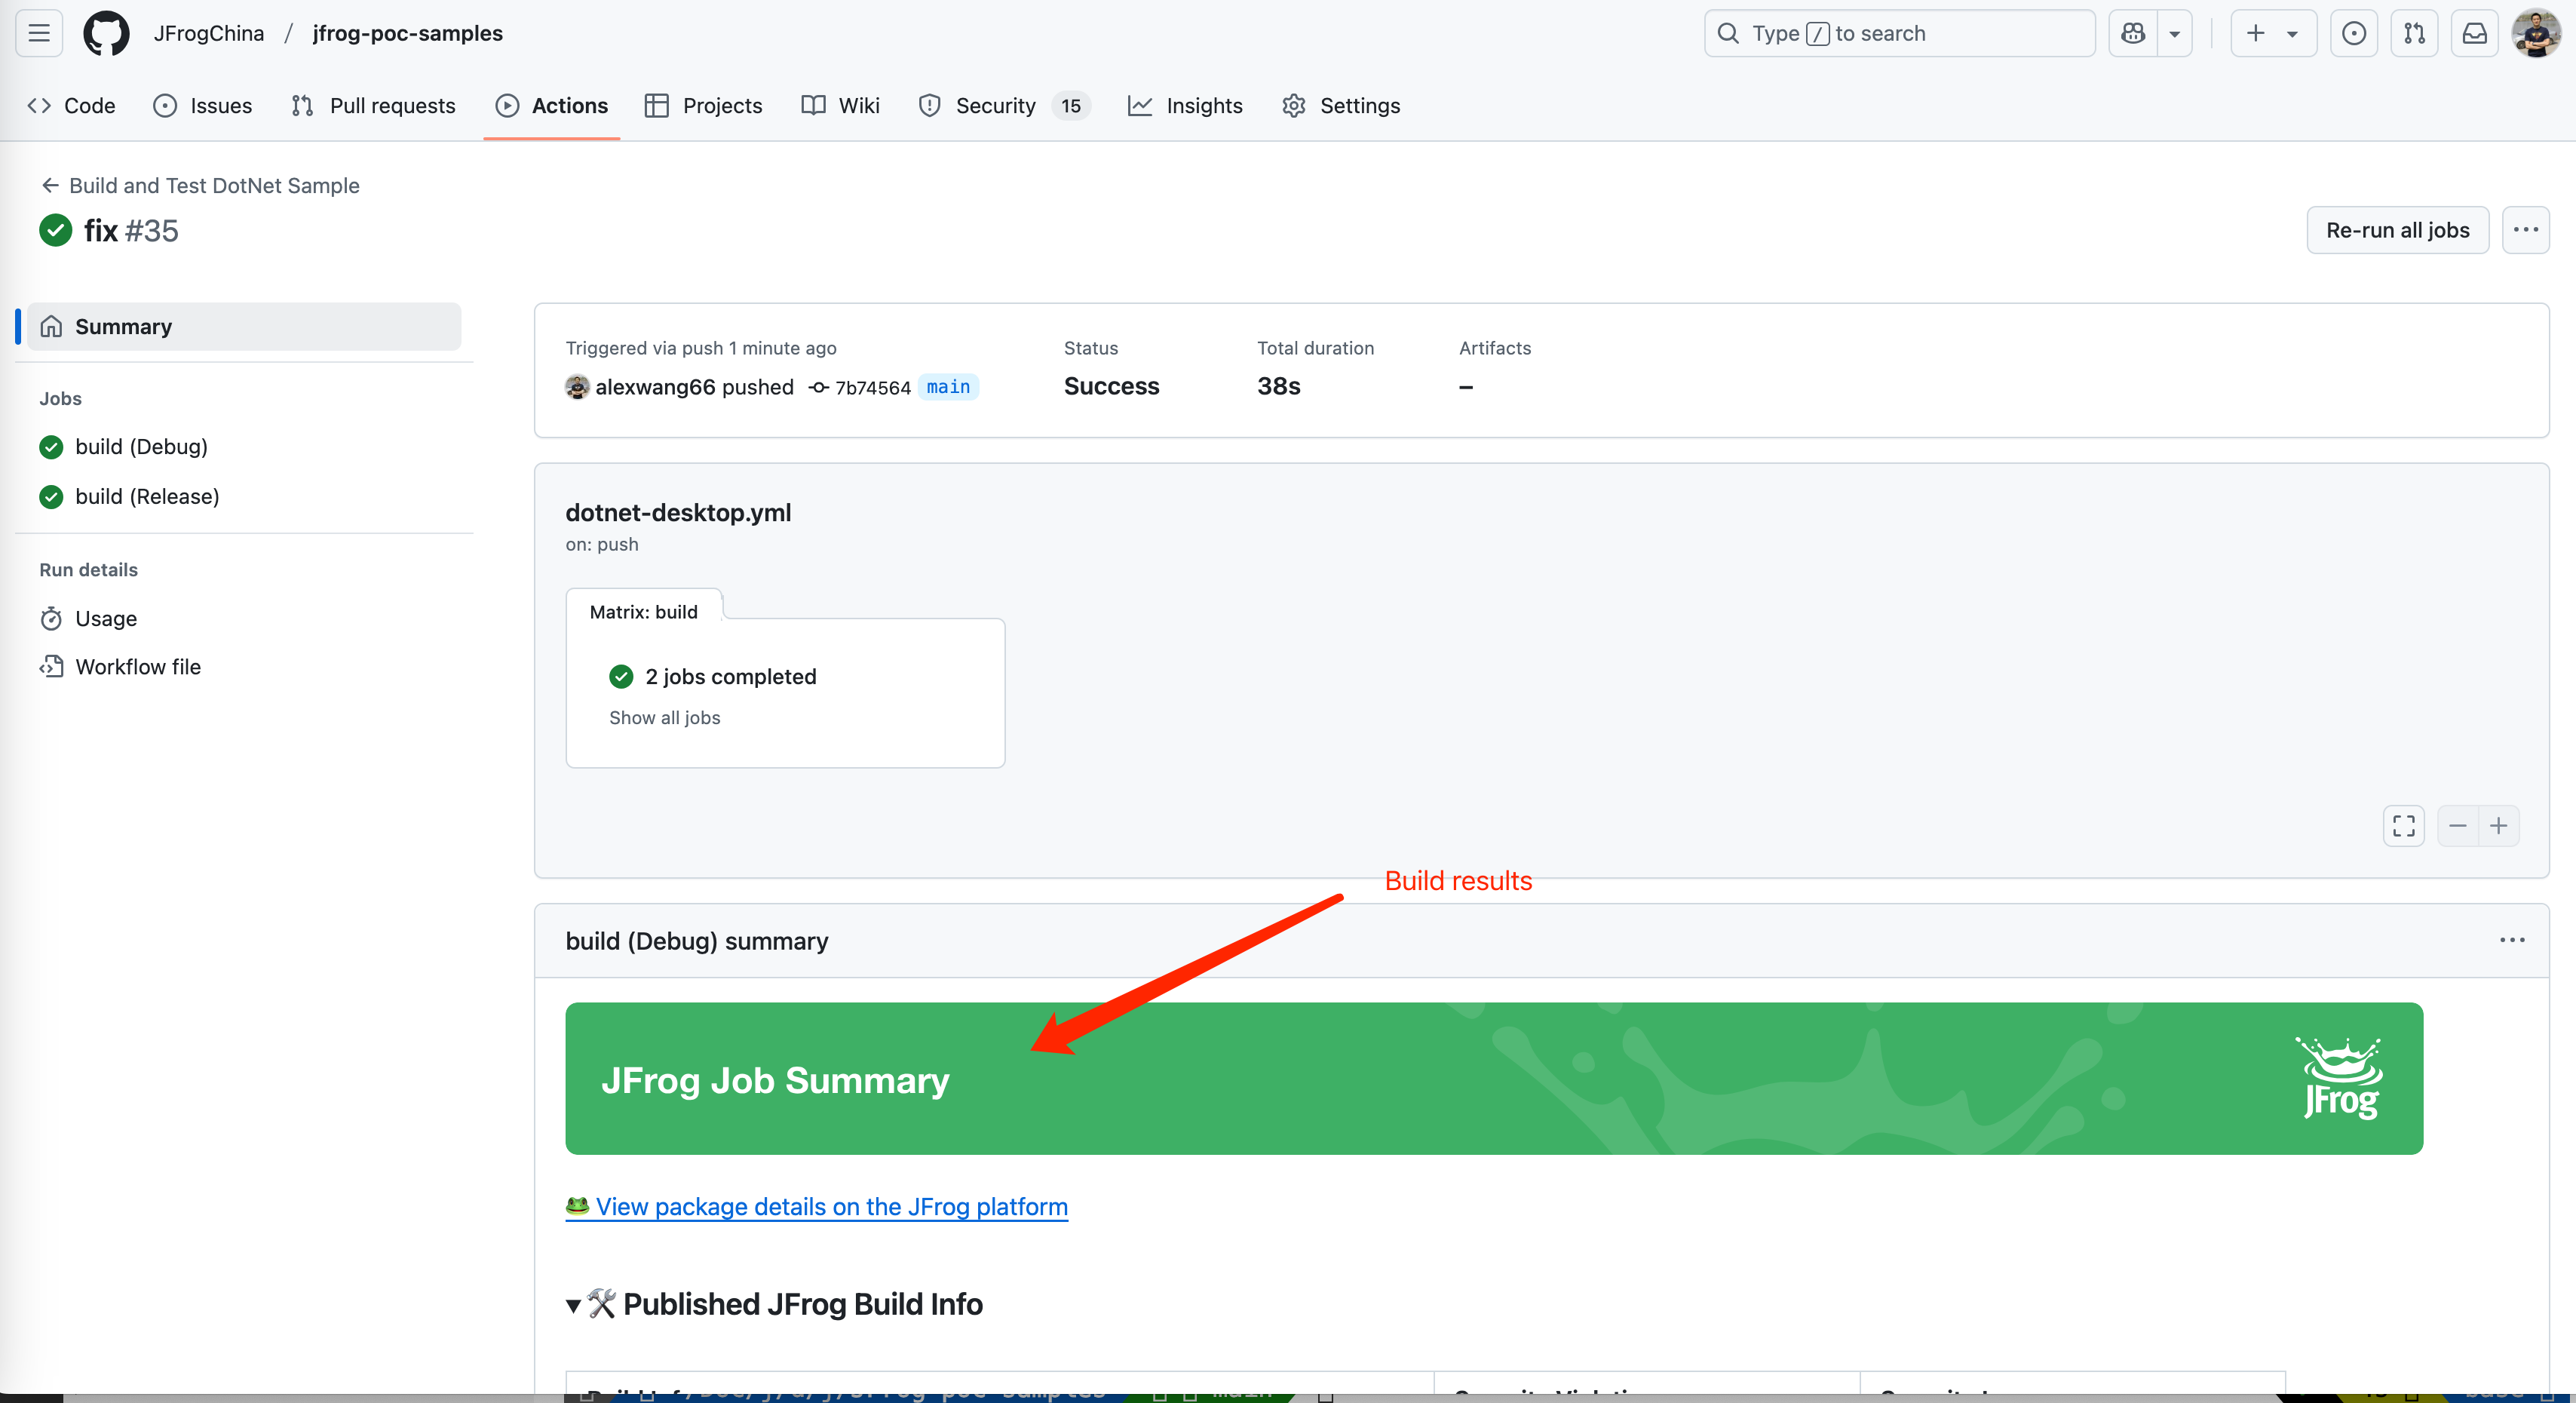 JFrogChina / jfrog-poc-samples
Type / to search
Code Issues Pull requests Actions Projects Wiki Security 15 Insights Settings
Build and Test DotNet Sample
fix #35
Re-run all jobs
Summary
Jobs
build (Debug)
build (Release)
Run details
Usage
Workflow file
Triggered via push 1 minute ago
alexwang66 pushed 7b74564 main
Status
Success
Total duration
38s
Artifacts
–
dotnet-desktop.yml
on: push
Matrix: build
2 jobs completed
Show all jobs
Build results
build (Debug) summary
JFrog Job Summary
JFrog
View package details on the JFrog platform
Published JFrog Build Info